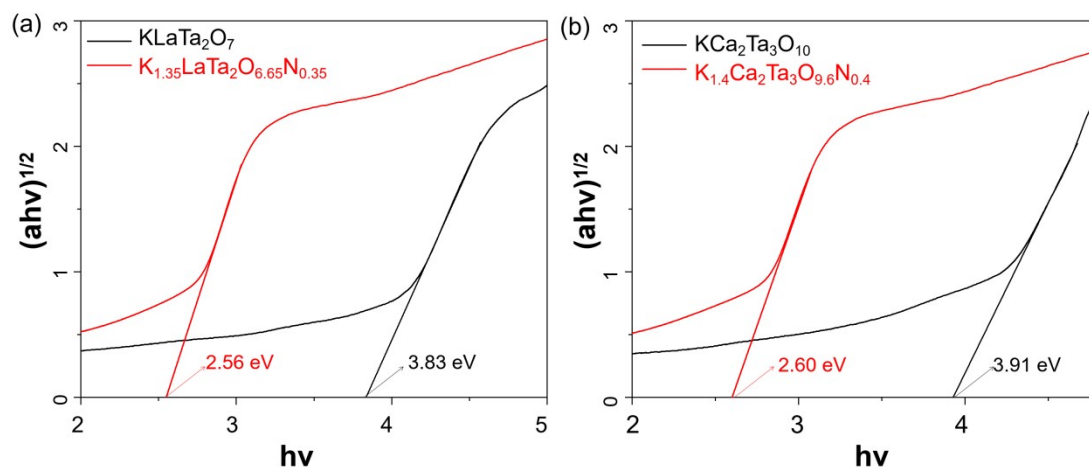 (a)
KLaTa₂O₇
K₁.₃₅LaTa₂O₆.₆₅N₀.₃₅
(ahv)¹/²
3
2
1
0
2.56 eV
3.83 eV
2
3
4
5
hv
(b)
KCa₂Ta₃O₁₀
K₁.₄Ca₂Ta₃O₉.₆N₀.₄
(ahv)¹/²
3
2
1
0
2.60 eV
3.91 eV
2
3
4
hv